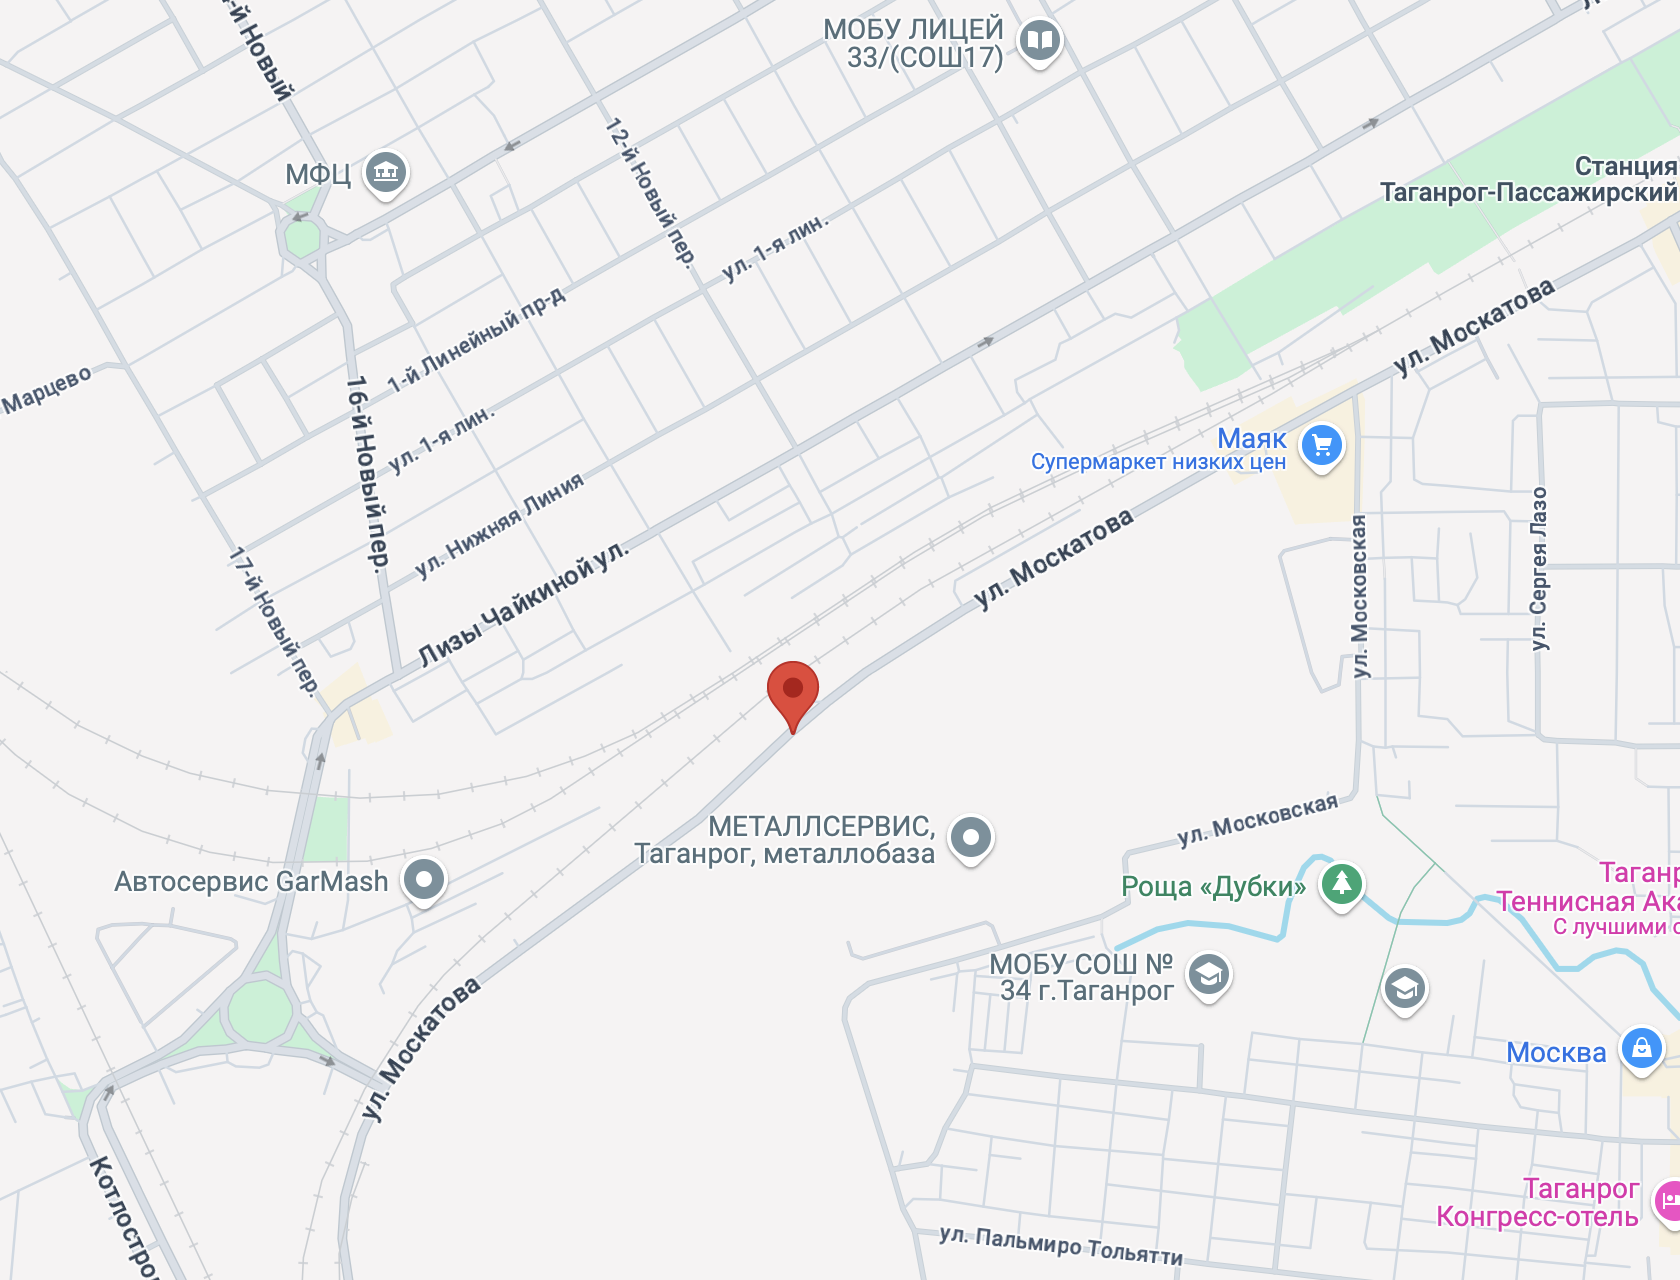 -й Новый
МОБУ ЛИЦЕЙ
33/(СОШ17)
12-й Новый пер.
МФЦ
Станция
Таганрог-Пассажирский
ул. 1-я лин.
1-й Линейный пр-д
ул. Москатова
Марцево
16-й Новый пер.
ул. 1-я лин.
Маяк
Супермаркет низких цен
ул. Нижняя Линия
ул. Москатова
ул. Московская
ул. Сергея Лазо
17-й Новый пер.
Лизы Чайкиной ул.
МЕТАЛЛСЕРВИС,
Таганрог, металлобаза
ул. Московская
Автосервис GarMash
Роща «Дубки»
Таганр
Теннисная Ака
С лучшими о
МОБУ СОШ №
34 г.Таганрог
ул. Москатова
Москва
Котлостро
Таганрог
Конгресс-отель
ул. Пальмиро Тольятти